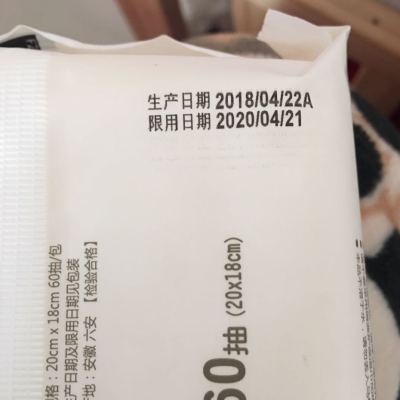 生产日期 2018/04/22A
限用日期 2020/04/21
60抽 (20x18cm)
格：20cm x 18cm 60抽/包
生产日期及限用日期见包装
地：安徽 六安 【检验合格】